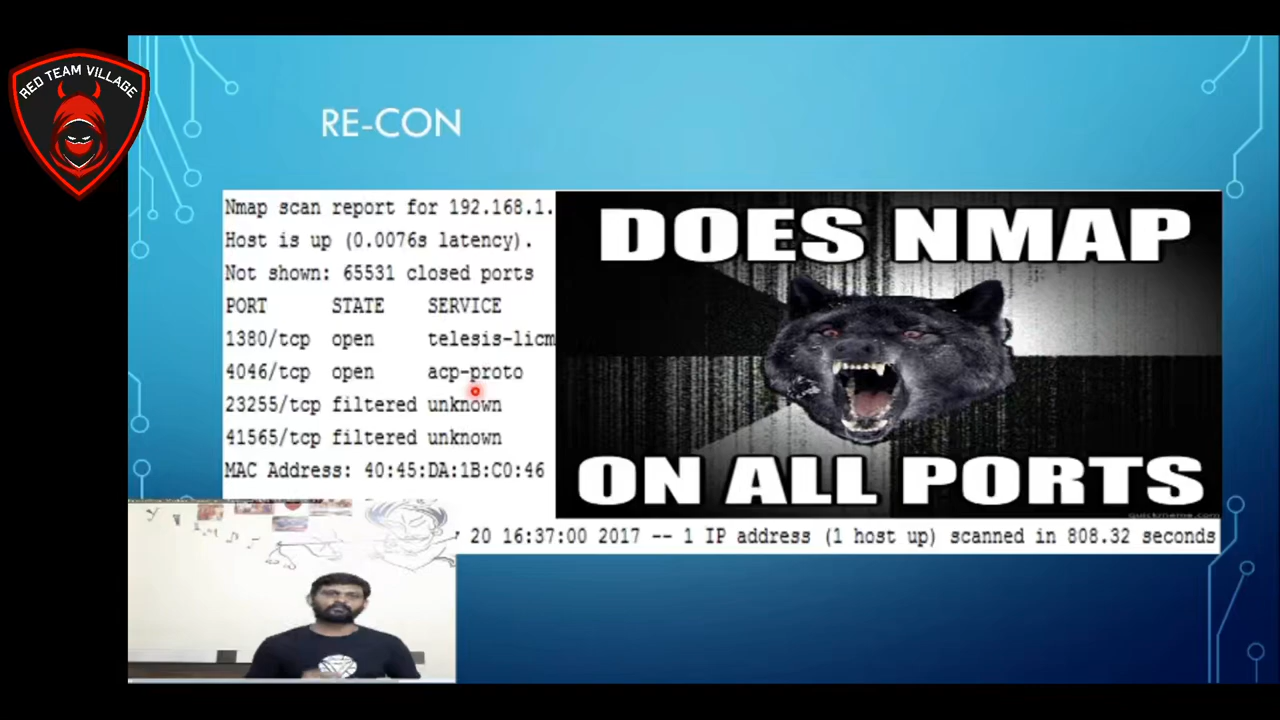 RED TEAM VILLAGE
RE-CON
Nmap scan report for 192.168.1.
Host is up (0.0076s latency).
Not shown: 65531 closed ports
PORT STATE SERVICE
1380/tcp open telesis-licm
4046/tcp open acp-proto
23255/tcp filtered unknown
41565/tcp filtered unknown
MAC Address: 40:45:DA:1B:C0:46
DOES NMAP
ON ALL PORTS
quickmeme.com
20 16:37:00 2017 -- 1 IP address (1 host up) scanned in 808.32 seconds